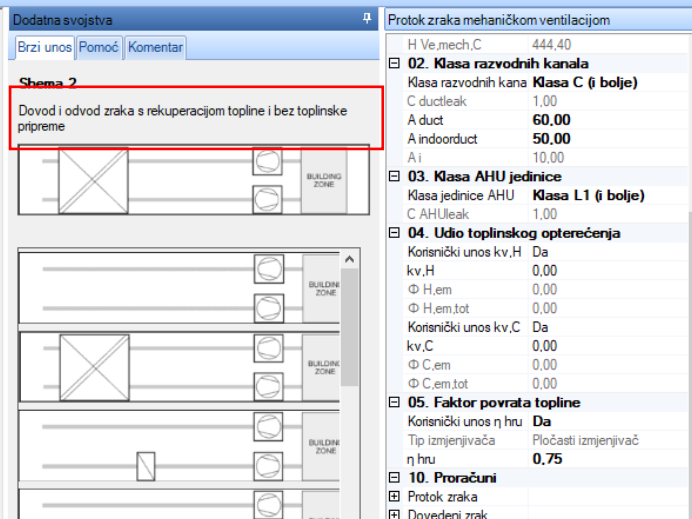 Dodatna svojstva
Brzi unos Pomoć Komentar
Shema 2
Dovod i odvod zraka s rekuperacijom topline i bez toplinske
pripreme
BUILDING
ZONE
BUILDIN
ZONE
BUILDING
ZONE
BUILDIN
ZONE
Protok zraka mehaničkom ventilacijom
H Ve,mech,C 444,40
02. Klasa razvodnih kanala
Klasa razvodnih kana Klasa C (i bolje)
C ductleak 1,00
A duct 60,00
A indoorduct 50,00
A i 10,00
03. Klasa AHU jedinice
Klasa jedinice AHU Klasa L1 (i bolje)
C AHUleak 1,00
04. Udio toplinskog opterećenja
Korisnički unos kv,H Da
kv,H 0,00
Φ H,em 0,00
Φ H,em,tot 0,00
Korisnički unos kv,C Da
kv,C 0,00
Φ C,em 0,00
Φ C,em,tot 0,00
05. Faktor povrata topline
Korisnički unos η hru Da
Tip izmjenjivača Pločasti izmjenjivač
η hru 0,75
10. Proračuni
Protok zraka
Dovedeni zrak